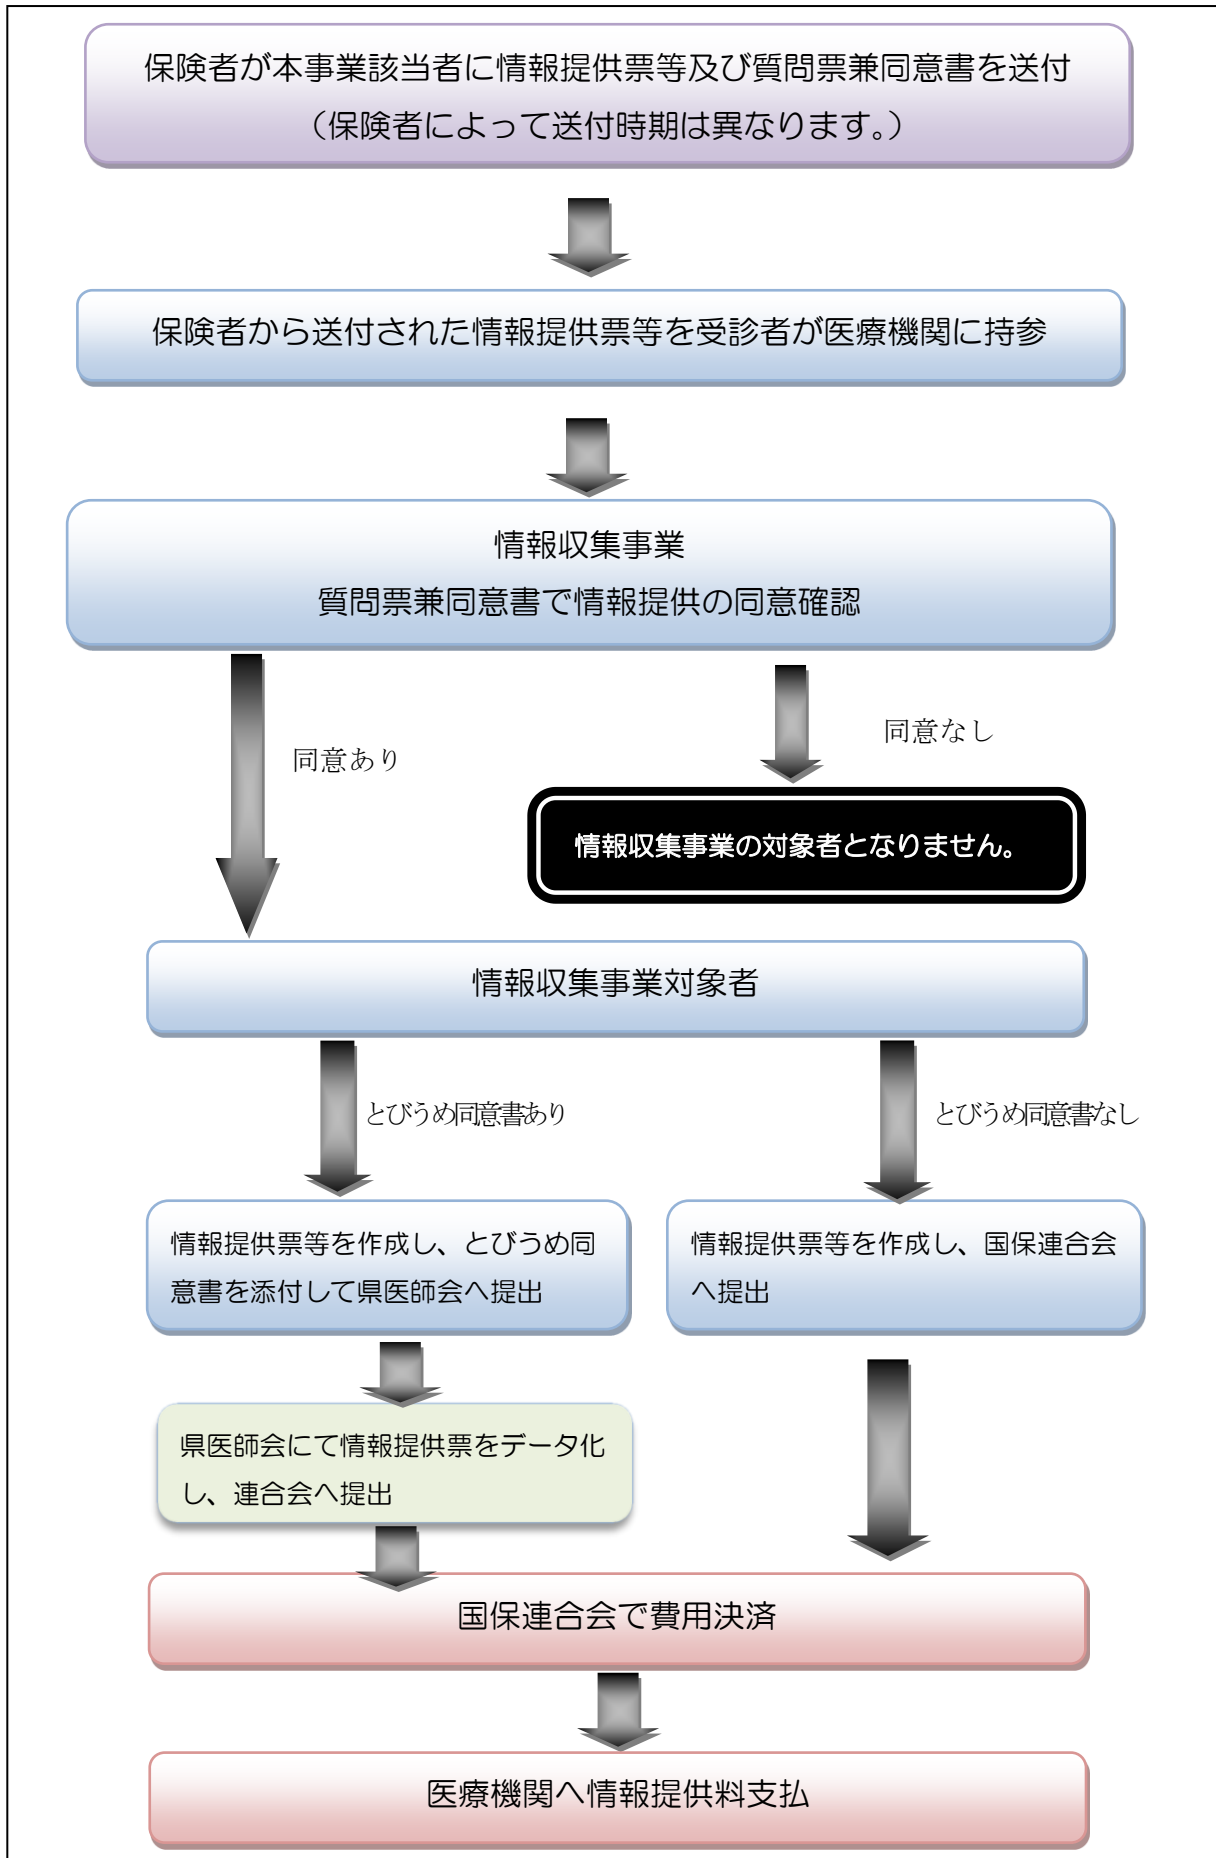 保険者が本事業該当者に情報提供票等及び質問票兼同意書を送付
（保険者によって送付時期は異なります。）
保険者から送付された情報提供票等を受診者が医療機関に持参
情報収集事業
質問票兼同意書で情報提供の同意確認
同意あり
同意なし
情報収集事業の対象者となりません。
情報収集事業対象者
とびうめ同意書あり
とびうめ同意書なし
情報提供票等を作成し、とびうめ同
意書を添付して県医師会へ提出
情報提供票等を作成し、国保連合会
へ提出
県医師会にて情報提供票をデータ化
し、連合会へ提出
国保連合会で費用決済
医療機関へ情報提供料支払